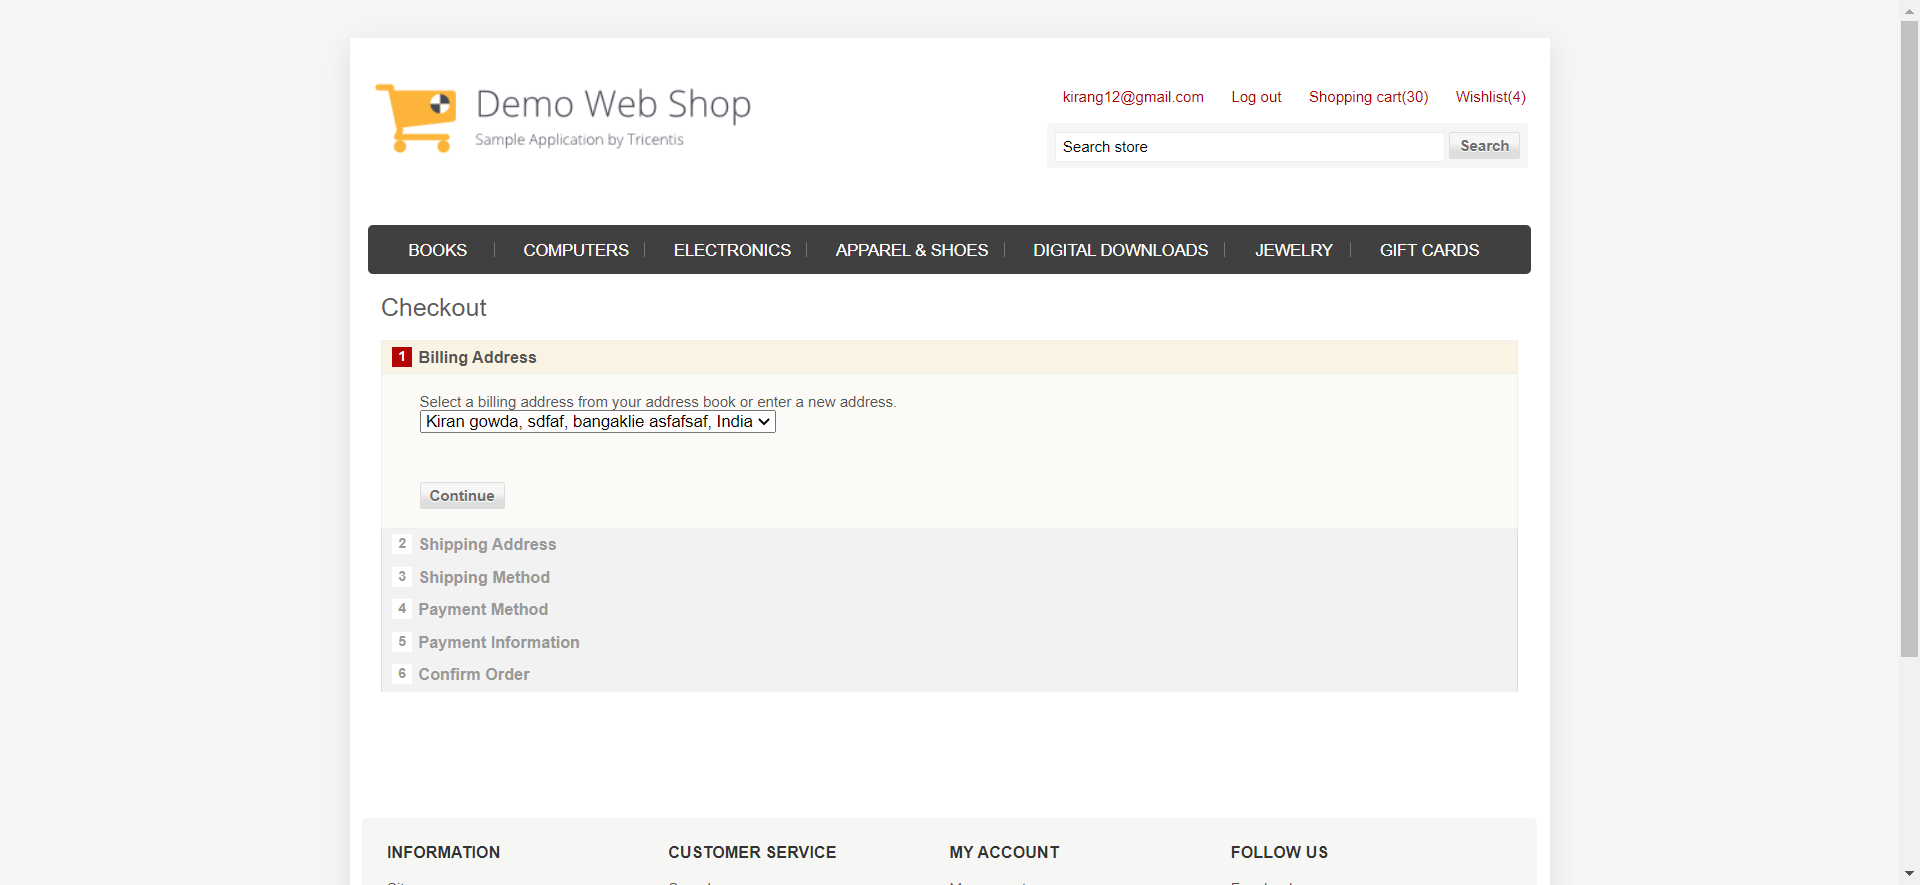 Demo Web Shop
Sample Application by Tricentis
kirang12@gmail.com Log out Shopping cart(30) Wishlist(4)
Search store Search
BOOKS COMPUTERS ELECTRONICS APPAREL & SHOES DIGITAL DOWNLOADS JEWELRY GIFT CARDS
Checkout
1 Billing Address
Select a billing address from your address book or enter a new address.
Kiran gowda, sdfaf, bangaklie asfafsaf, India
Continue
2 Shipping Address
3 Shipping Method
4 Payment Method
5 Payment Information
6 Confirm Order
INFORMATION CUSTOMER SERVICE MY ACCOUNT FOLLOW US